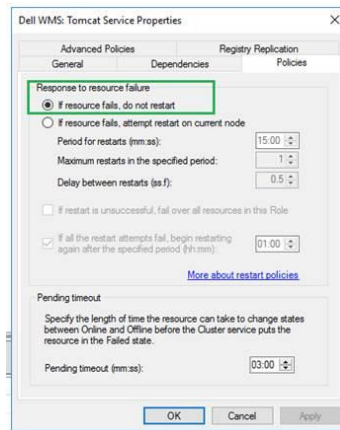 Dell WMS: Tomcat Service Properties
Advanced Policies
Registry Replication
General
Dependencies
Policies
Response to resource failure
If resource fails, do not restart
If resource fails, attempt restart on current node
Period for restarts (mm:ss):
15:00
Maximum restarts in the specified period:
1
Delay between restarts (ss.f):
0.5
If restart is unsuccessful, fail over all resources in this Role
If all the restart attempts fail, begin restarting
again after the specified period (hh:mm):
01:00
More about restart policies
Pending timeout
Specify the length of time the resource can take to change states
between Online and Offline before the Cluster service puts the
resource in the Failed state.
Pending timeout (mm:ss):
03:00
OK
Cancel
Apply